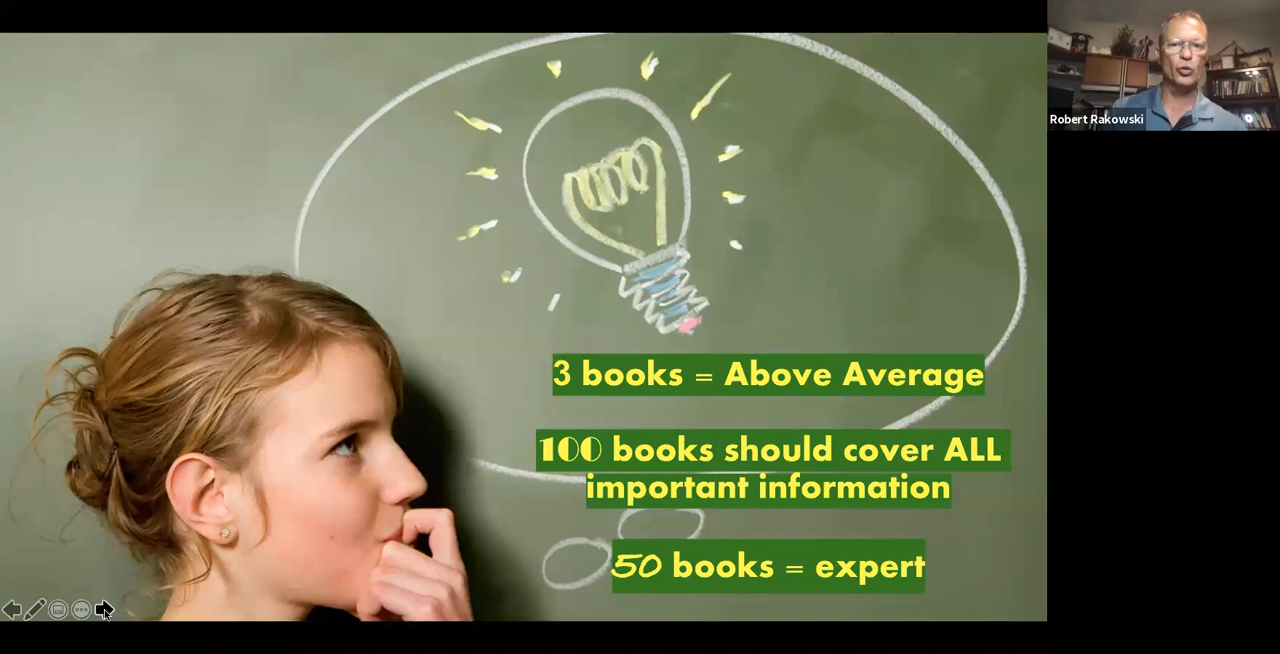 Robert Rakowski
3 books = Above Average
100 books should cover ALL
important information
50 books = expert